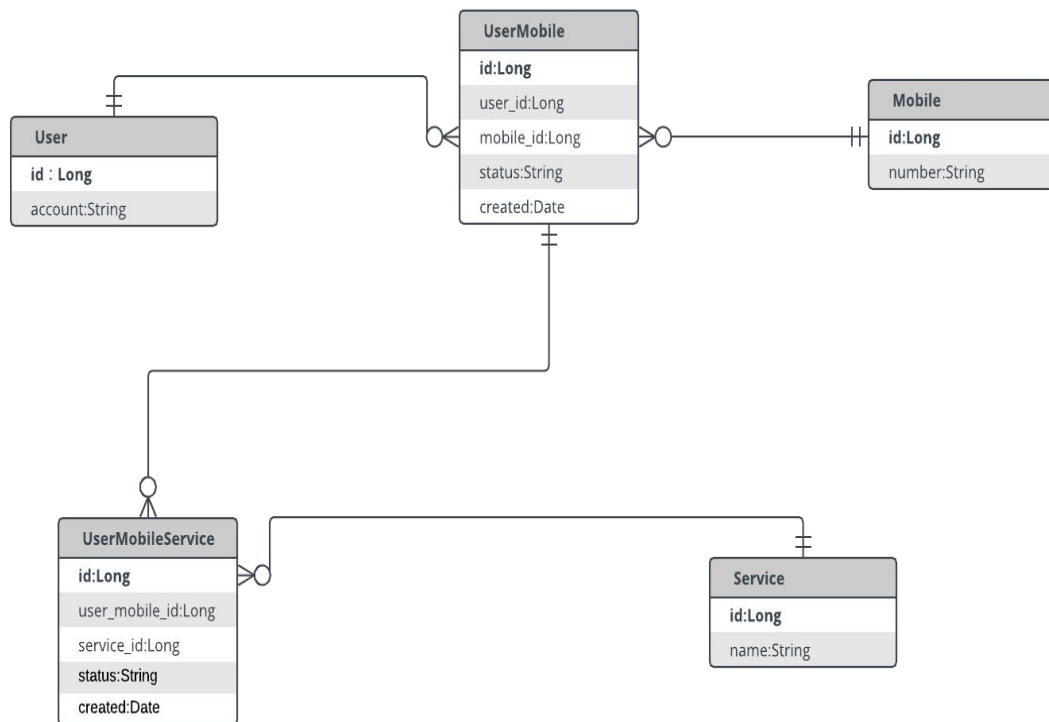 UserMobile
id:Long
user_id:Long
mobile_id:Long
status:String
created:Date
Mobile
id:Long
number:String
User
id : Long
account:String
UserMobileService
id:Long
user_mobile_id:Long
service_id:Long
status:String
created:Date
Service
id:Long
name:String